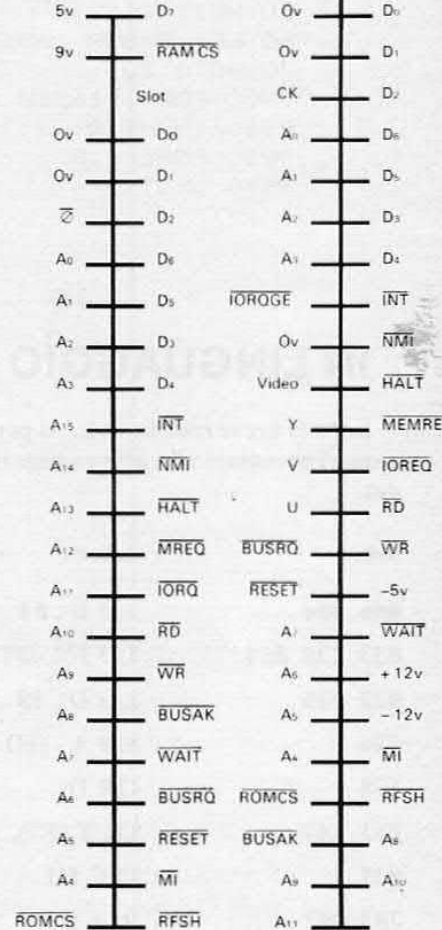 5v D7 0v D0
9v RAM CS 0v D1
Slot CK D2
0v D0 A0 D6
0v D1 A1 D5
Ø D2 A2 D3
A0 D6 A3 D4
A1 D5 IORQGE INT
A2 D3 0v NMI
A3 D4 Video HALT
A15 INT Y MEMRE
A14 NMI V IOREQ
A13 HALT U RD
A12 MREQ BUSRQ WR
A11 IORQ RESET -5v
A10 RD A7 WAIT
A9 WR A6 +12v
A8 BUSAK A5 -12v
A7 WAIT A4 MI
A6 BUSRQ ROMCS RFSH
A5 RESET BUSAK A8
A4 MI A9 A10
ROMCS RFSH A11